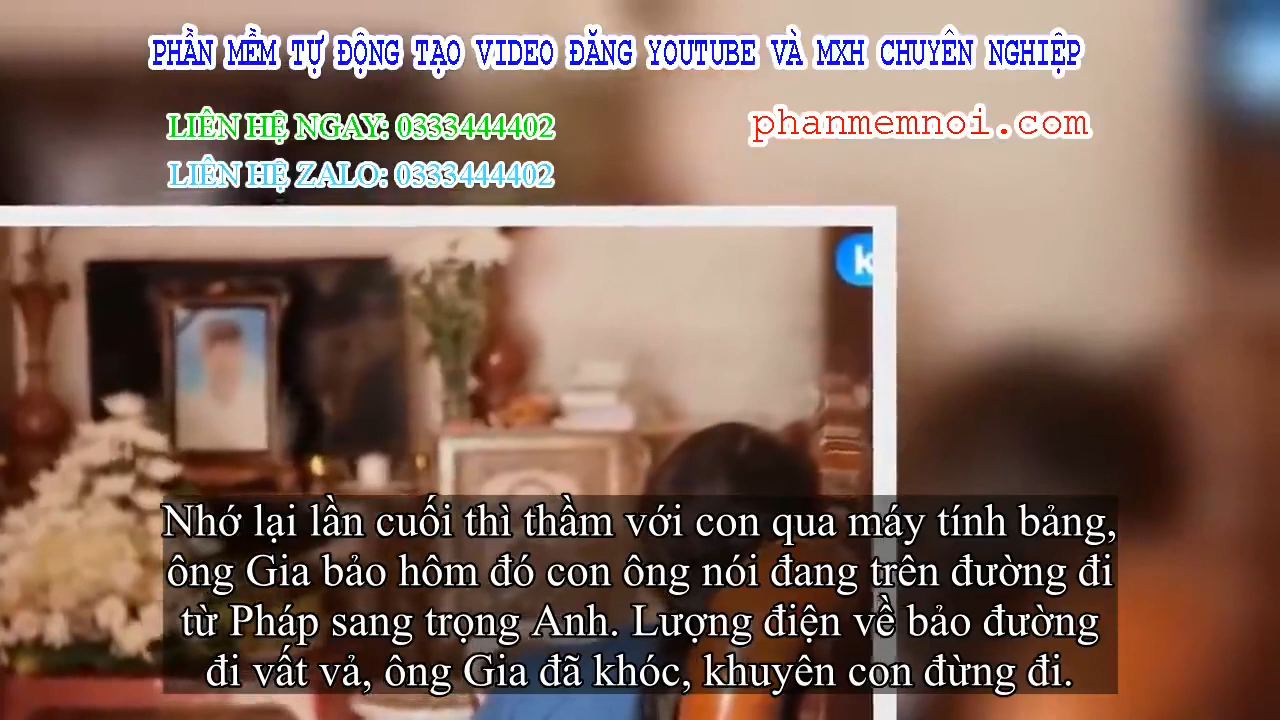 PHẦN MỀM TỰ ĐỘNG TẠO VIDEO ĐĂNG YOUTUBE VÀ MXH CHUYÊN NGHIỆP
LIÊN HỆ NGAY: 0333444402
phanmemnoi.com
LIÊN HỆ ZALO: 0333444402
k
Nhớ lại lần cuối thì thầm với con qua máy tính bảng,
ông Gia bảo hôm đó con ông nói đang trên đường đi
từ Pháp sang trọng Anh. Lượng điện về bảo đường
đi vất vả, ông Gia đã khóc, khuyên con đừng đi.